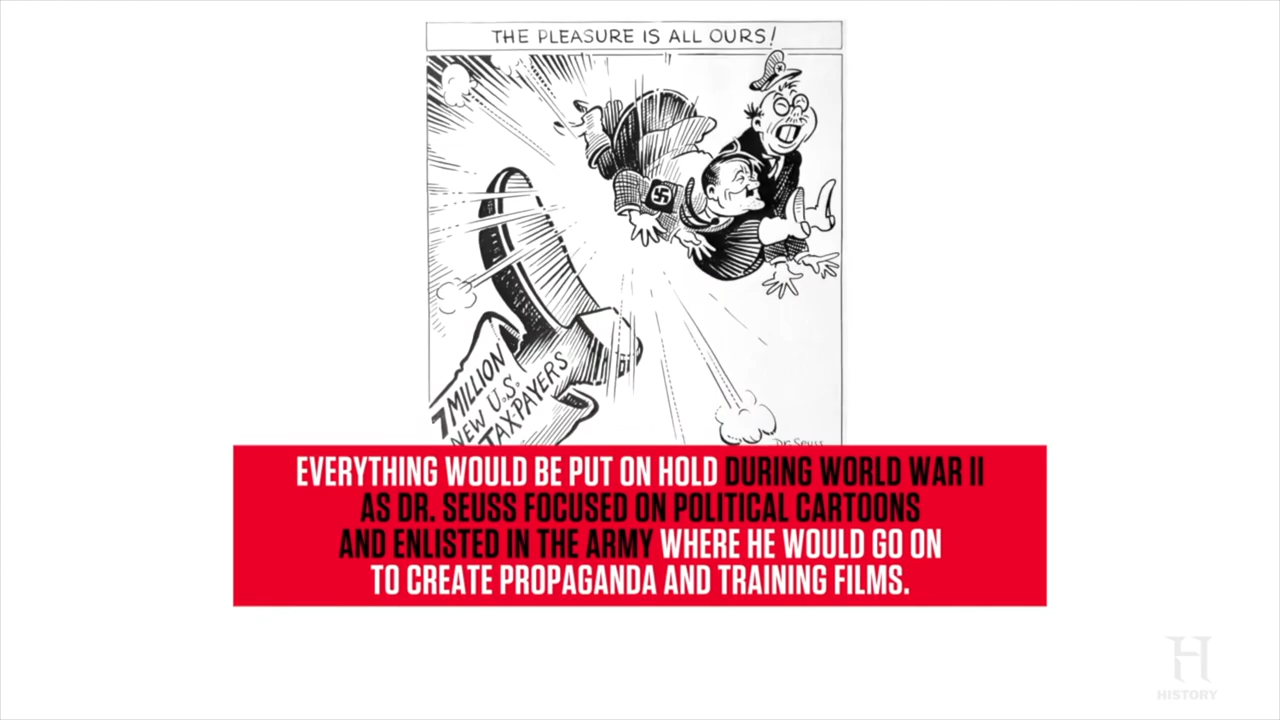 THE PLEASURE IS ALL OURS!
7 MILLION
NEW U.S.
TAX-PAYERS
Dr. Seuss
EVERYTHING WOULD BE PUT ON HOLD DURING WORLD WAR II
AS DR. SEUSS FOCUSED ON POLITICAL CARTOONS
AND ENLISTED IN THE ARMY WHERE HE WOULD GO ON
TO CREATE PROPAGANDA AND TRAINING FILMS.
H
HISTORY